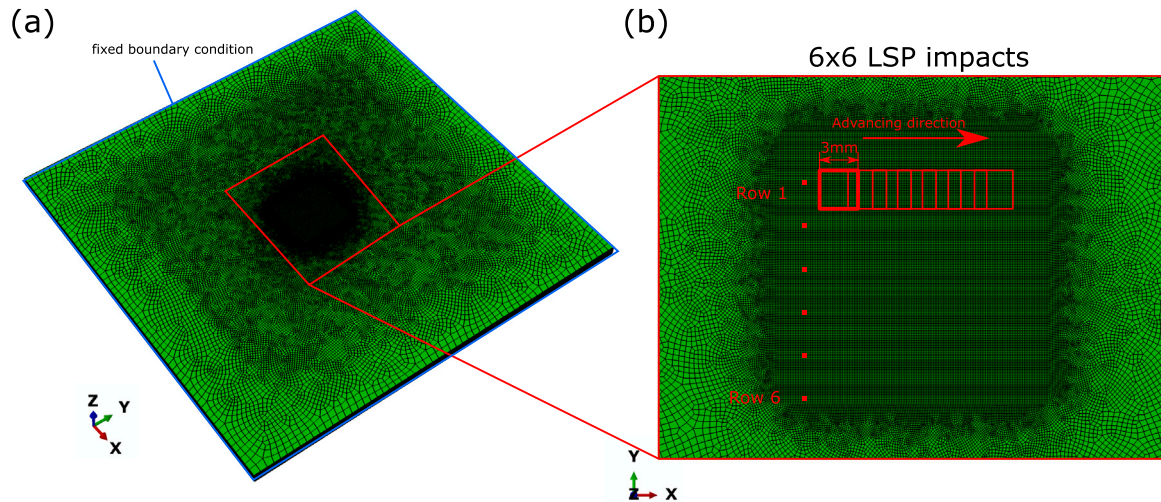 (a)
fixed boundary condition
Z
Y
X
(b)
6x6 LSP impacts
Advancing direction
3mm
Row 1
Row 6
Y
Z
X